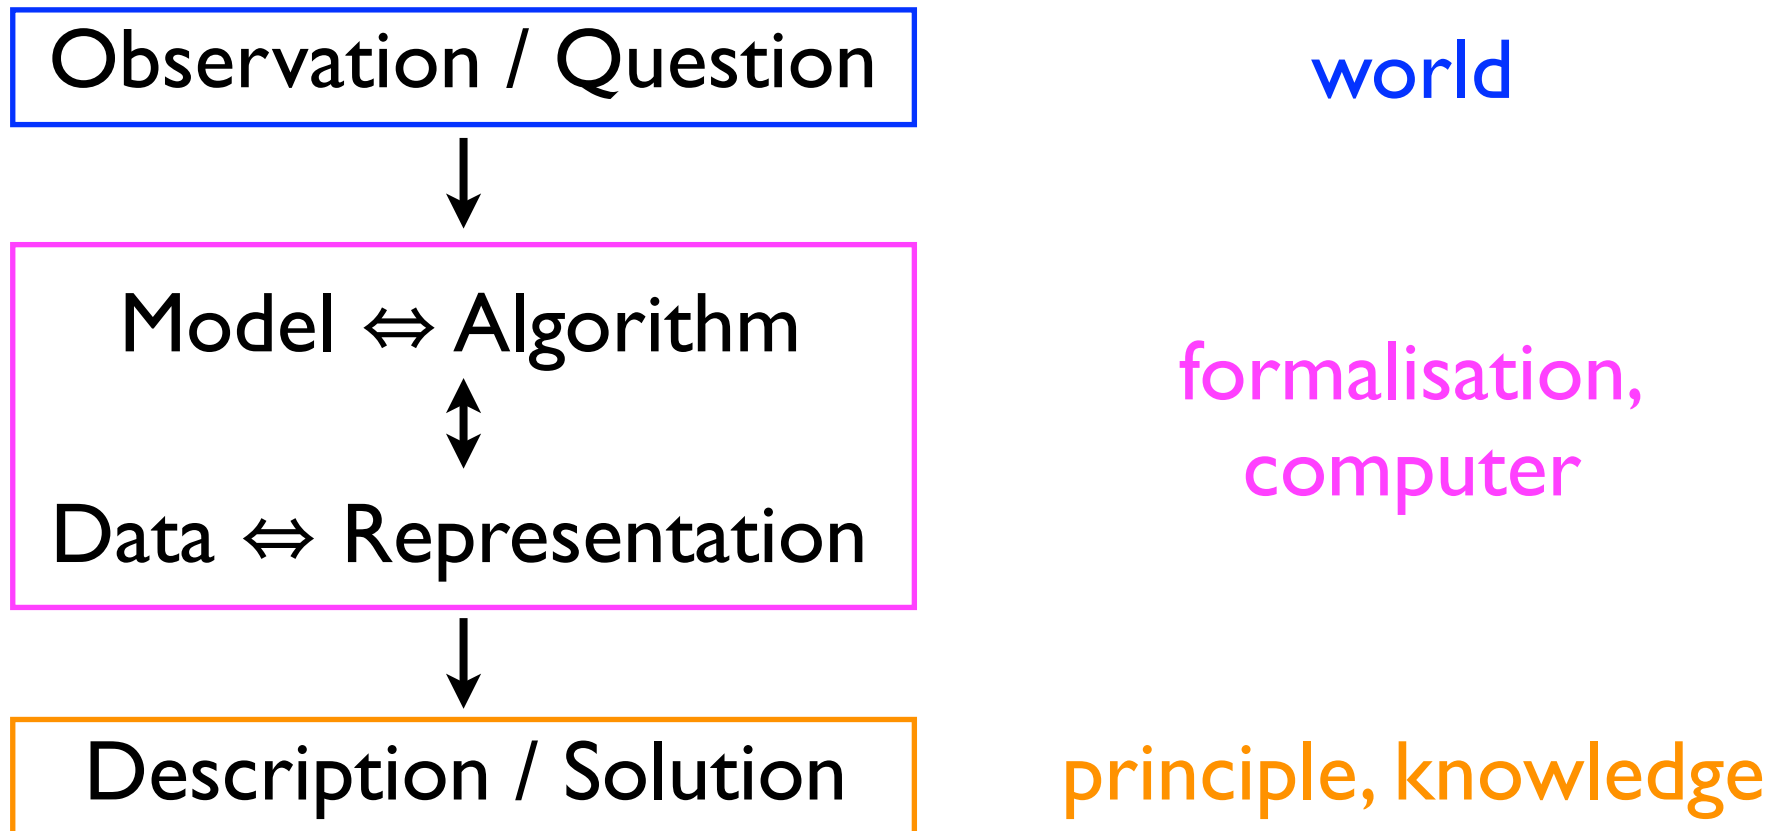 Observation / Question
world
Model ⇔ Algorithm
formalisation,
computer
Data ⇔ Representation
Description / Solution
principle, knowledge